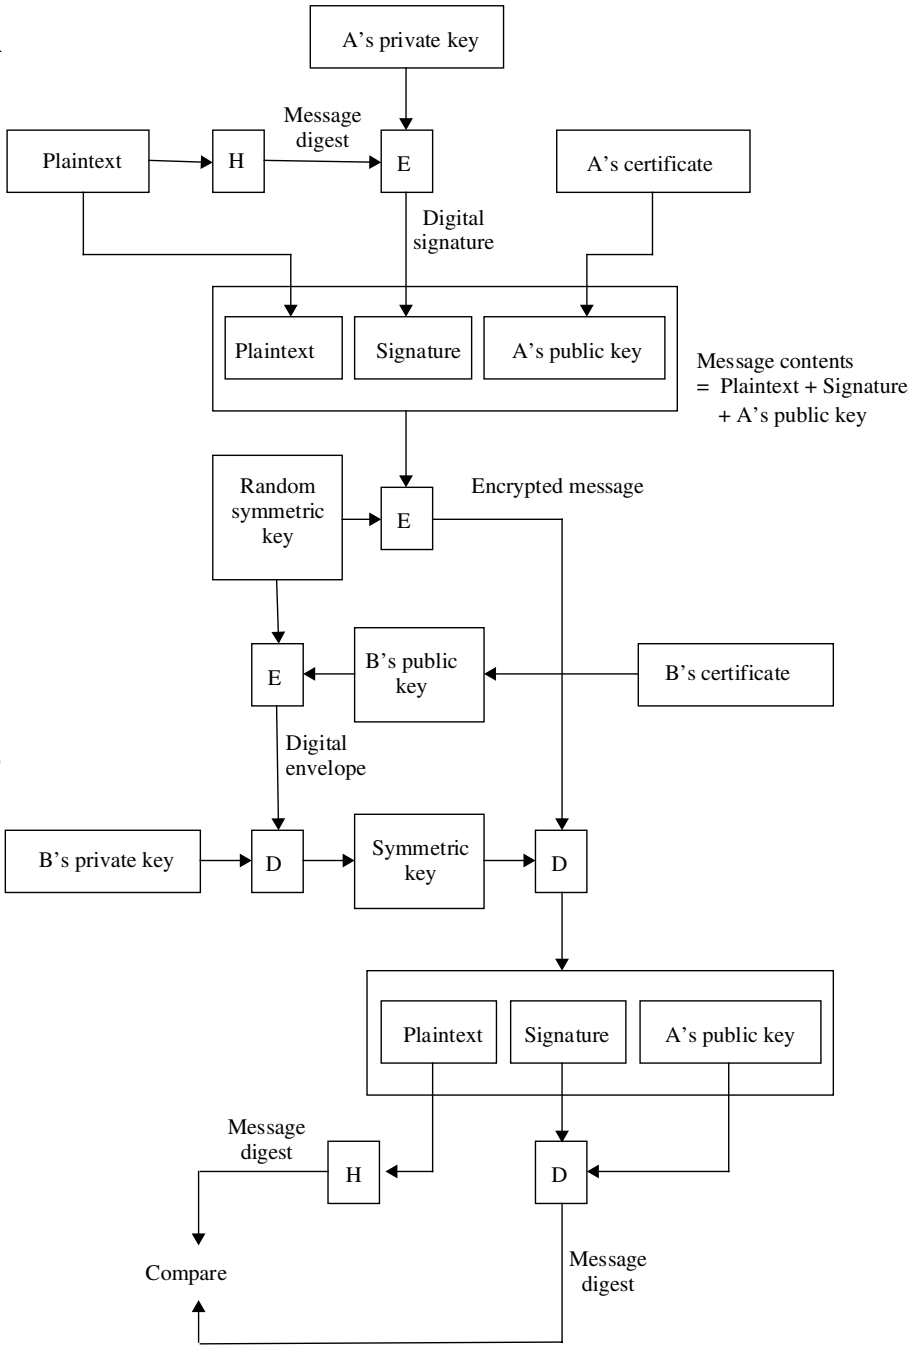 A's private key
Message
digest
Plaintext
H
E
A's certificate
Digital
signature
Plaintext
Signature
A's public key
Message contents
= Plaintext + Signature
+ A's public key
Random
symmetric
key
E
Encrypted message
E
B's public
key
B's certificate
Digital
envelope
B's private key
D
Symmetric
key
D
Plaintext
Signature
A's public key
Message
digest
H
D
Compare
Message
digest